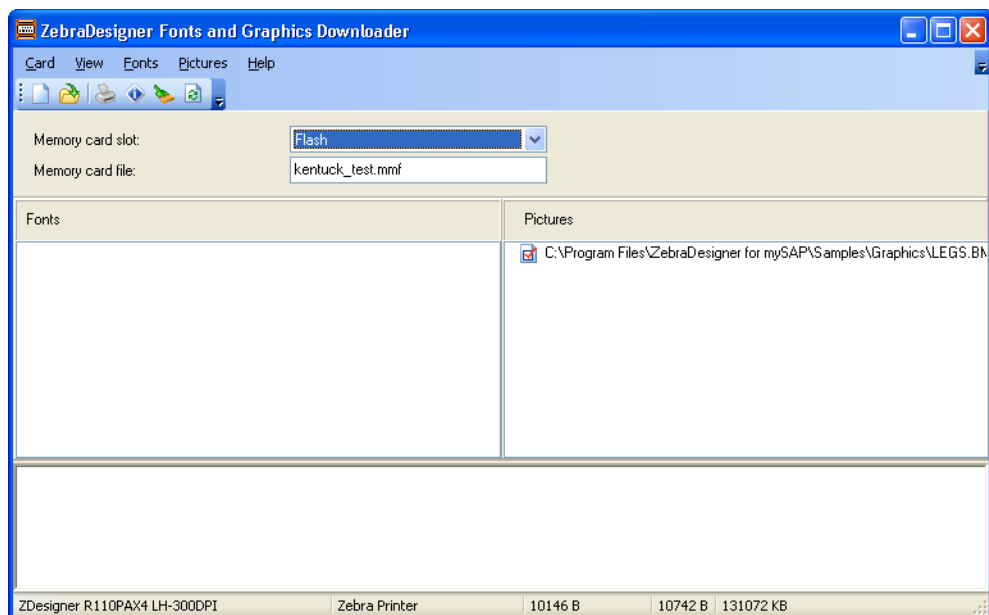 ZebraDesigner Fonts and Graphics Downloader
Card View Fonts Pictures Help
Memory card slot: Flash
Memory card file: kentuck_test.mmf
Fonts Pictures
C:\Program Files\ZebraDesigner for mySAP\Samples\Graphics\LEGS.BM
ZDesigner R110PAX4 LH-300DPI Zebra Printer 10146 B 10742 B 131072 KB